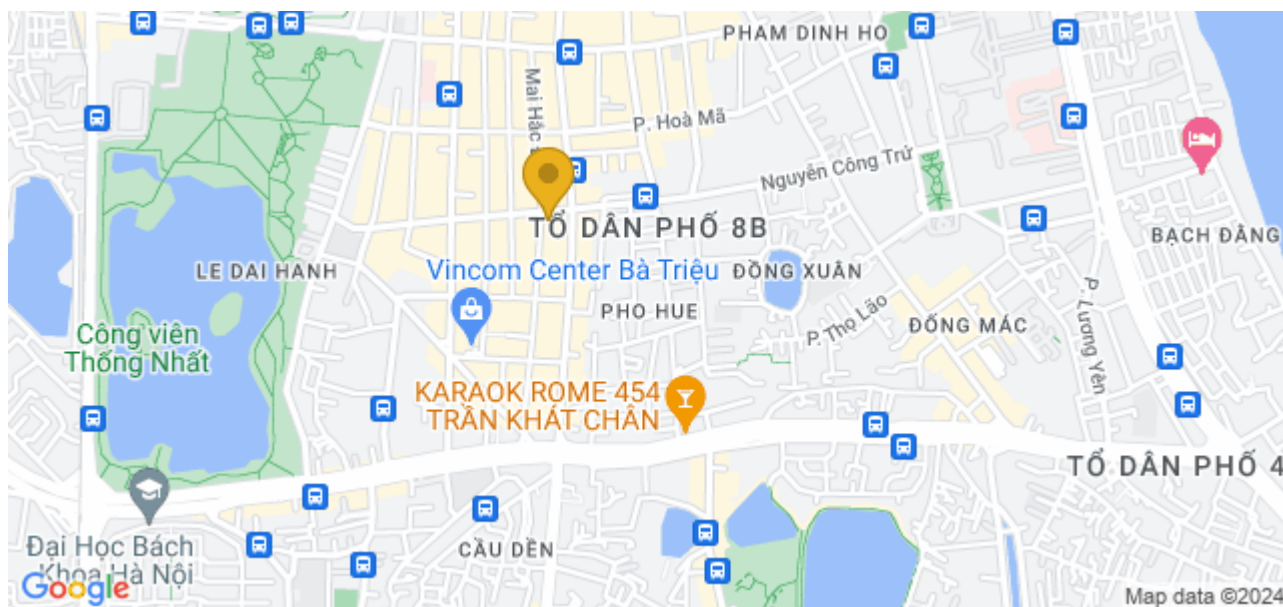 PHAM DINH HO
Mai Hắc
P. Hoà Mã
Nguyễn Công Trứ
TỔ DÂN PHỐ 8B
BẠCH ĐẰNG
LE DAI HANH
Vincom Center Bà Triệu
ĐỒNG XUÂN
PHO HUE
P. Thọ Lão
ĐỐNG MÁC
P. Lương Yên
Công viên
Thống Nhất
KARAOK ROME 454
TRẦN KHÁT CHÂN
TỔ DÂN PHỐ 4
Đại Học Bách
Khoa Hà Nội
CẦU DỀN
Google
Map data ©2024